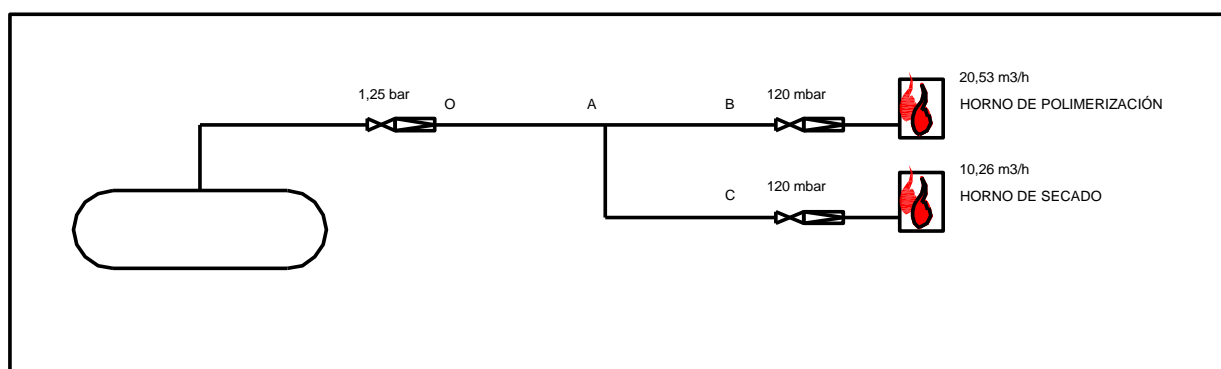 20,53 m3/h
1,25 bar O A B 120 mbar
HORNO DE POLIMERIZACIÓN
10,26 m3/h
C 120 mbar
HORNO DE SECADO